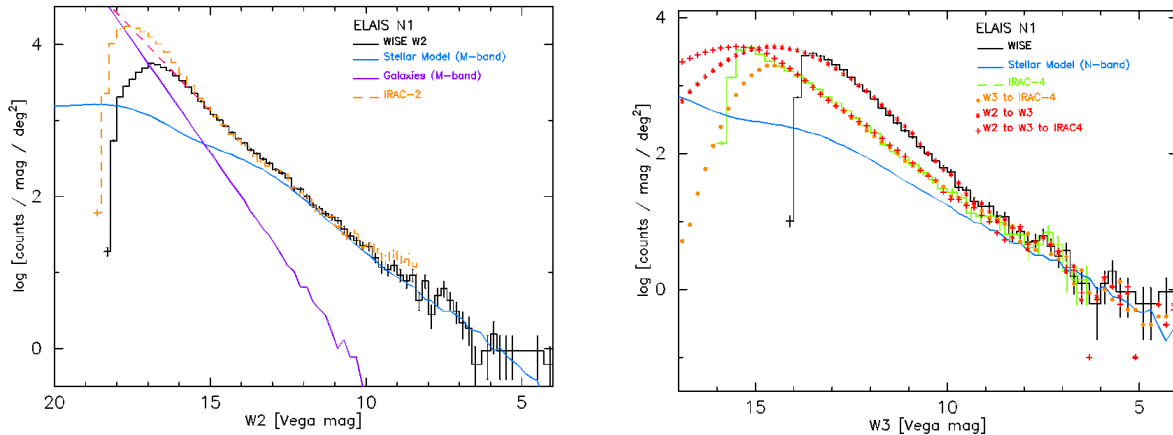 ELAIS N1
WISE W2
Stellar Model (M-band)
Galaxies (M-band)
IRAC-2
4
2
0
log [counts / mag / deg²]
20
15
10
5
W2 [Vega mag]
ELAIS N1
WISE
Stellar Model (N-band)
IRAC-4
W3 to IRAC-4
W2 to W3
W2 to W3 to IRAC4
4
2
0
log [counts / mag / deg²]
15
10
5
W3 [Vega mag]